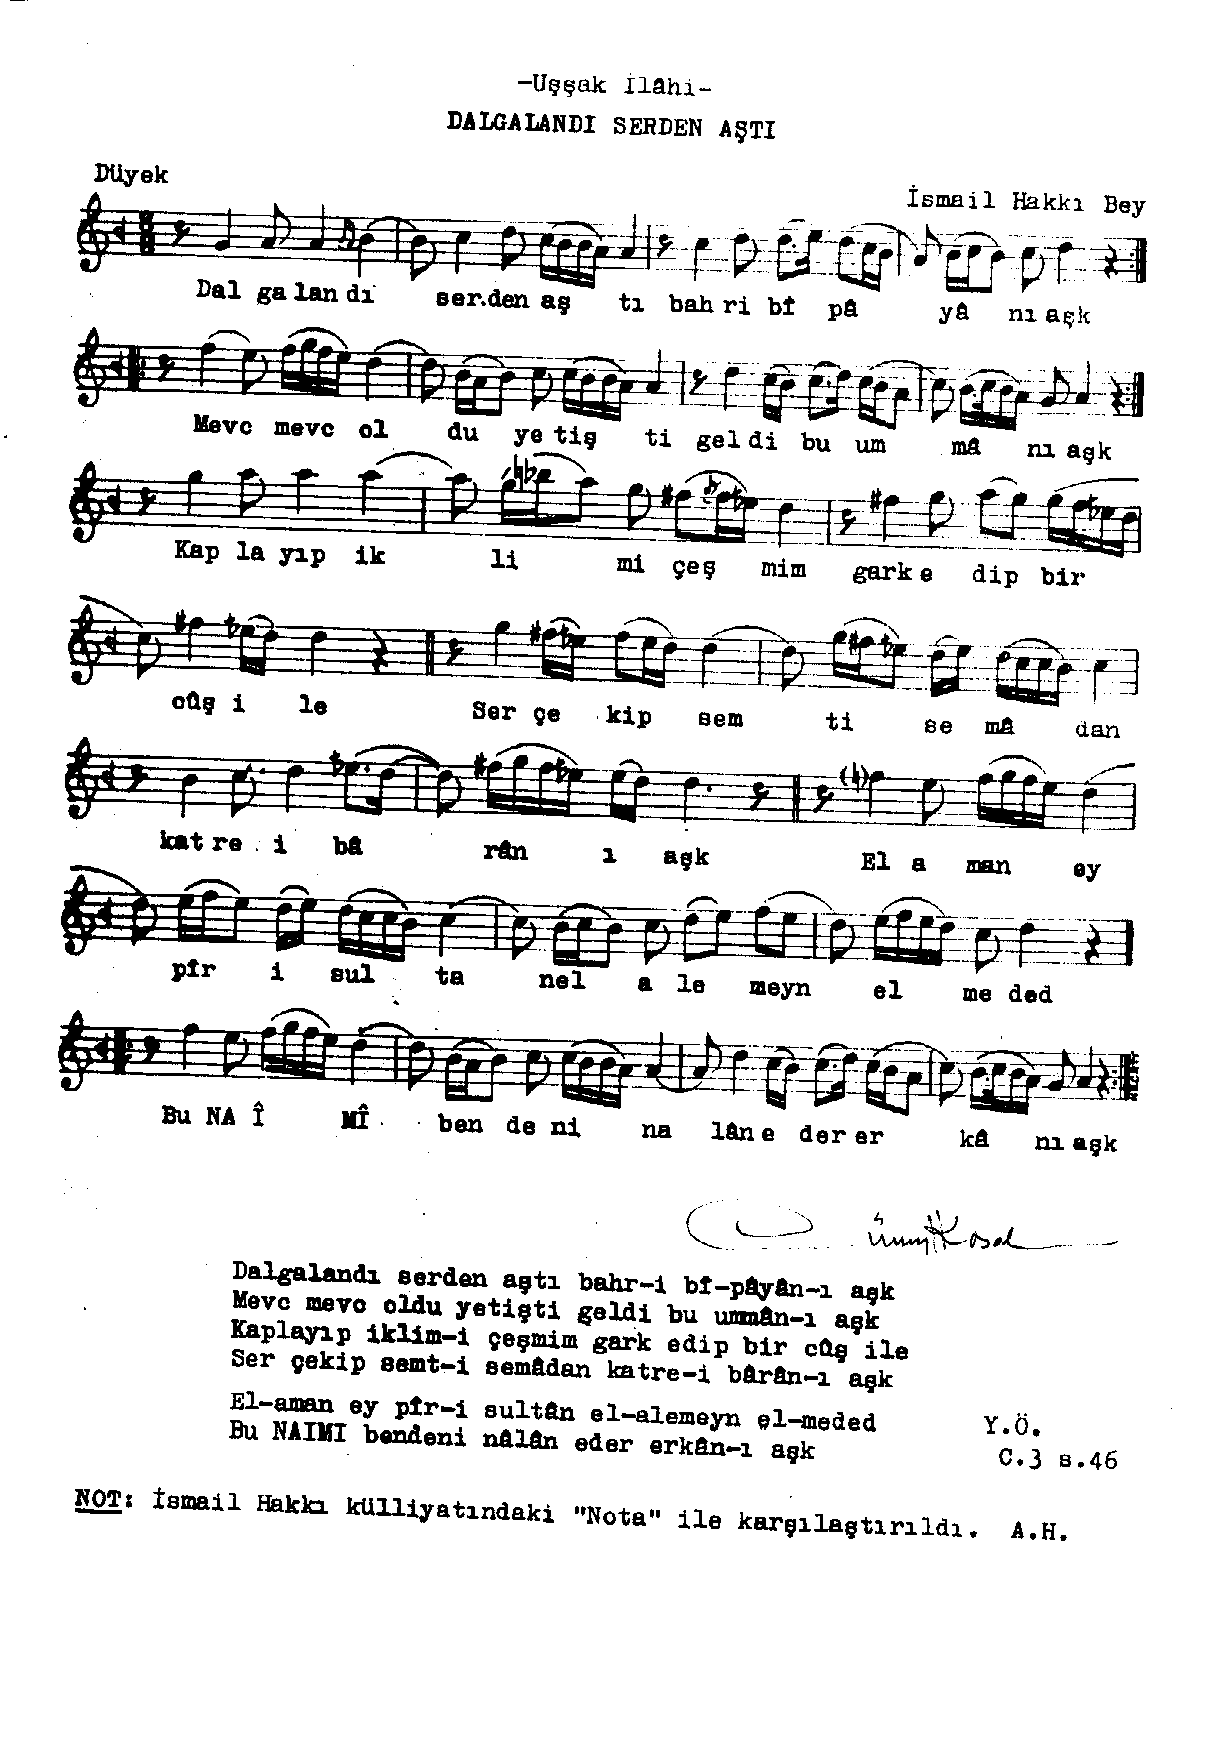 -Uşşak İlâhi-
DALGALANDI SERDEN AŞTI
Düyek
İsmail Hakkı Bey
Dal ga lan dı ser.den aş tı bah ri bî pâ yâ nı aşk
Mevc mevc ol du ye tiş ti gel di bu um mâ nı aşk
Kap la yıp ik li mi çeş mim gark e dip bir
cûş i le Ser çe kip sem ti se mâ dan
kat re . i bâ rân ı aşk El a man ey
pîr i sul ta nel a le meyn el me ded
Bu NA Î MÎ ben de ni na lân e der er kâ nı aşk
Dalgalandı serden aştı bahr-i bî-pâyân-ı aşk
Mevc mevc oldu yetişti geldi bu ummân-ı aşk
Kaplayıp iklim-i çeşmim gark edip bir cûş ile
Ser çekip semt-i semâdan katre-i bârân-ı aşk
El-aman ey pîr-i sultân el-alemeyn el-meded
Y.Ö.
Bu NAIMI bendeni nâlân eder erkân-ı aşk
C.3 s.46
NOT: İsmail Hakkı külliyatındaki "Nota" ile karşılaştırıldı. A.H.